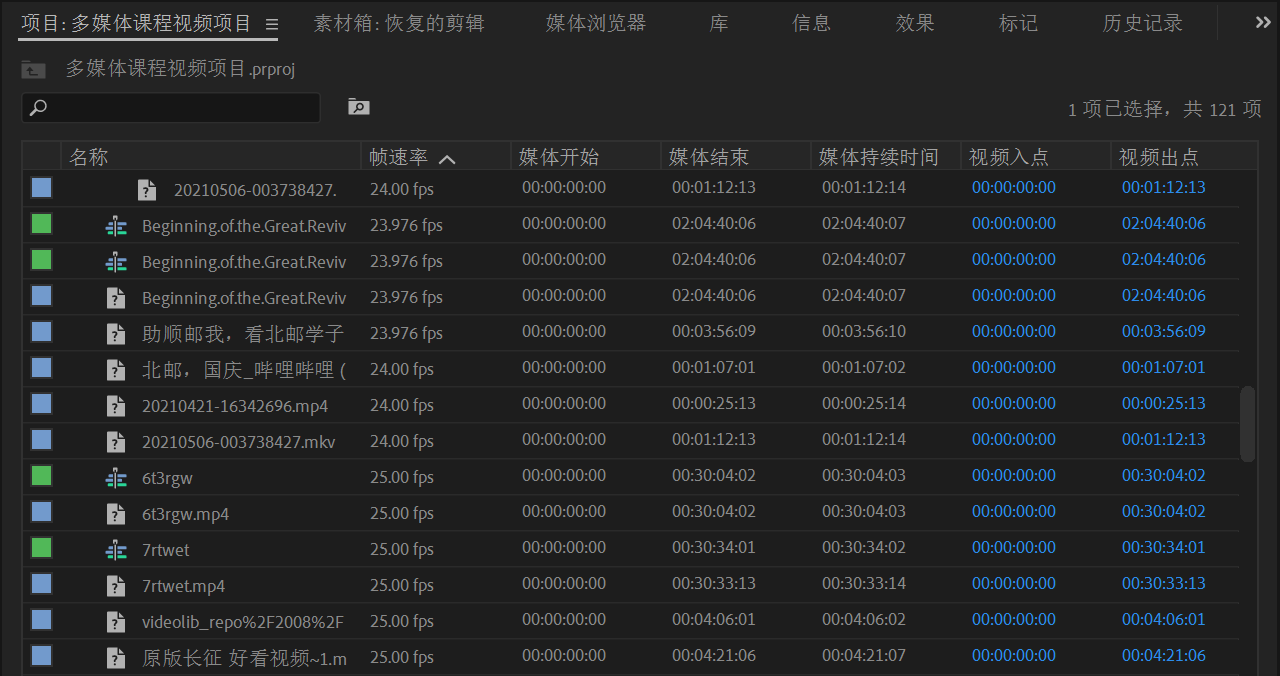 项目: 多媒体课程视频项目 素材箱: 恢复的剪辑 媒体浏览器 库 信息 效果 标记 历史记录
多媒体课程视频项目.prproj
1 项已选择，共 121 项
名称 帧速率 媒体开始 媒体结束 媒体持续时间 视频入点 视频出点
20210506-003738427. 24.00 fps 00:00:00:00 00:01:12:13 00:01:12:14 00:00:00:00 00:01:12:13
Beginning.of.the.Great.Reviv 23.976 fps 00:00:00:00 02:04:40:06 02:04:40:07 00:00:00:00 02:04:40:06
Beginning.of.the.Great.Reviv 23.976 fps 00:00:00:00 02:04:40:06 02:04:40:07 00:00:00:00 02:04:40:06
Beginning.of.the.Great.Reviv 23.976 fps 00:00:00:00 02:04:40:06 02:04:40:07 00:00:00:00 02:04:40:06
助顺邮我，看北邮学子 23.976 fps 00:00:00:00 00:03:56:09 00:03:56:10 00:00:00:00 00:03:56:09
北邮，国庆_哔哩哔哩 ( 24.00 fps 00:00:00:00 00:01:07:01 00:01:07:02 00:00:00:00 00:01:07:01
20210421-16342696.mp4 24.00 fps 00:00:00:00 00:00:25:13 00:00:25:14 00:00:00:00 00:00:25:13
20210506-003738427.mkv 24.00 fps 00:00:00:00 00:01:12:13 00:01:12:14 00:00:00:00 00:01:12:13
6t3rgw 25.00 fps 00:00:00:00 00:30:04:02 00:30:04:03 00:00:00:00 00:30:04:02
6t3rgw.mp4 25.00 fps 00:00:00:00 00:30:04:02 00:30:04:03 00:00:00:00 00:30:04:02
7rtwet 25.00 fps 00:00:00:00 00:30:34:01 00:30:34:02 00:00:00:00 00:30:34:01
7rtwet.mp4 25.00 fps 00:00:00:00 00:30:33:13 00:30:33:14 00:00:00:00 00:30:33:13
videolib_repo%2F2008%2F 25.00 fps 00:00:00:00 00:04:06:01 00:04:06:02 00:00:00:00 00:04:06:01
原版长征 好看视频~1.m 25.00 fps 00:00:00:00 00:04:21:06 00:04:21:07 00:00:00:00 00:04:21:06